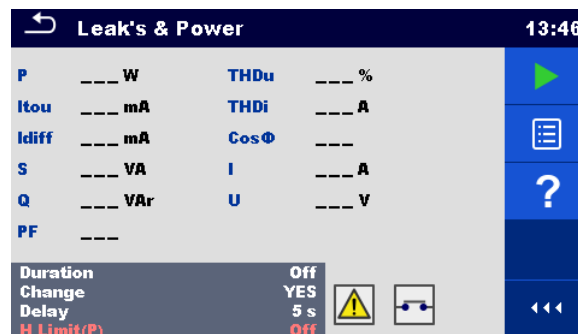 Leak's & Power 13:46
P ___ W THDu ___ %
Itou ___ mA THDi ___ A
Idiff ___ mA CosΦ ___
S ___ VA I ___ A
Q ___ VAr U ___ V
PF ___
?
Duration Off
Change YES
Delay 5 s
H Limit(P) Off